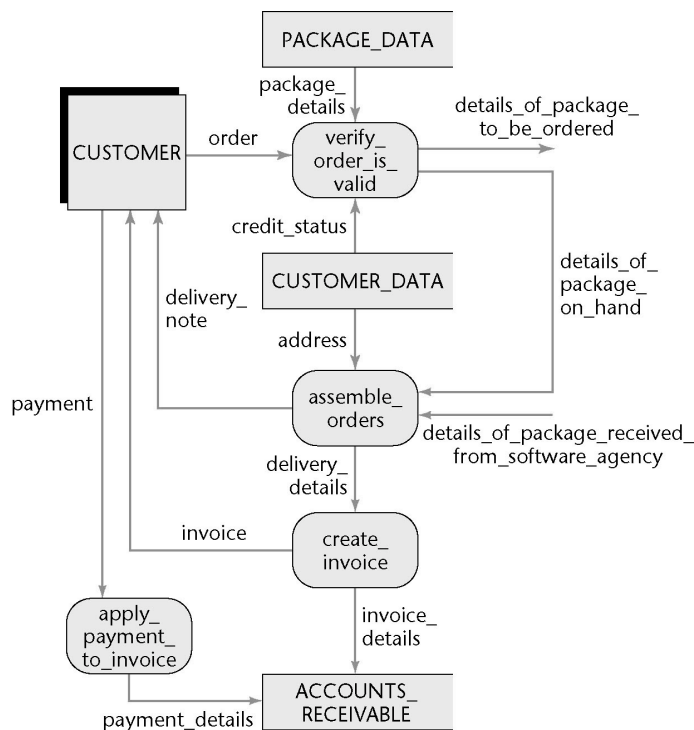 PACKAGE_DATA
package_
details
details_of_package_
to_be_ordered
CUSTOMER
order
verify_
order_is_
valid
credit_status
CUSTOMER_DATA
details_of_
package_
on_hand
delivery_
note
address
payment
assemble_
orders
details_of_package_received_
from_software_agency
delivery_
details
invoice
create_
invoice
apply_
payment_
to_invoice
invoice_
details
payment_details
ACCOUNTS_
RECEIVABLE